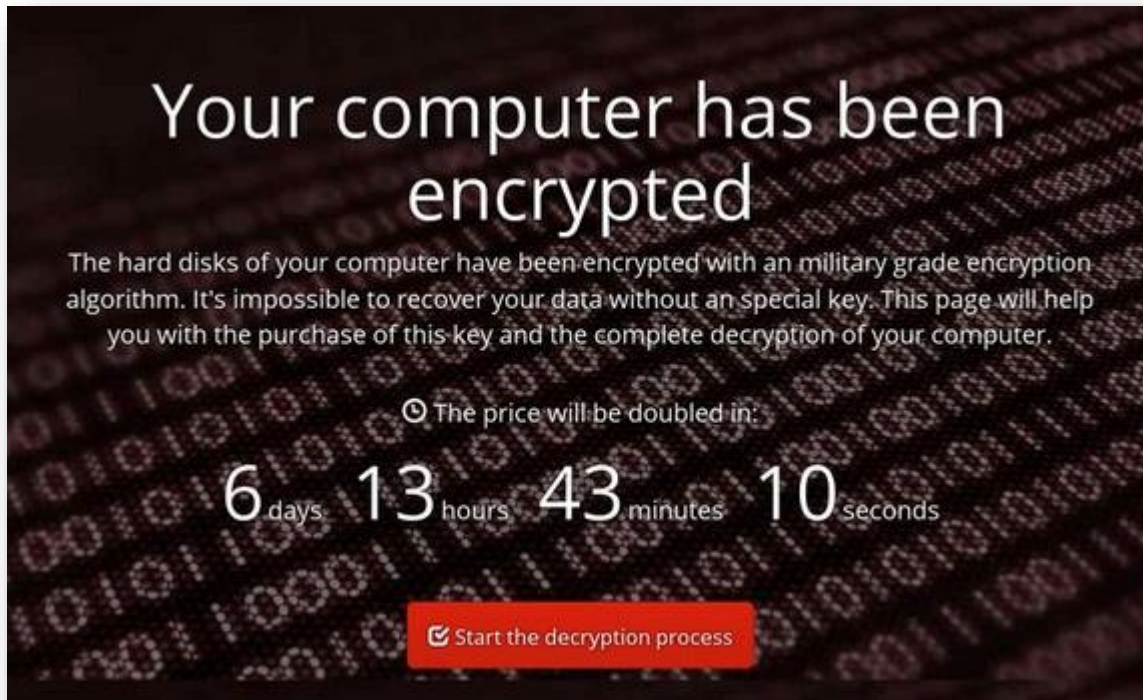 Your computer has been
encrypted
The hard disks of your computer have been encrypted with an military grade encryption
algorithm. It's impossible to recover your data without an special key. This page will help
you with the purchase of this key and the complete decryption of your computer.
The price will be doubled in:
6 days 13 hours 43 minutes 10 seconds
Start the decryption process